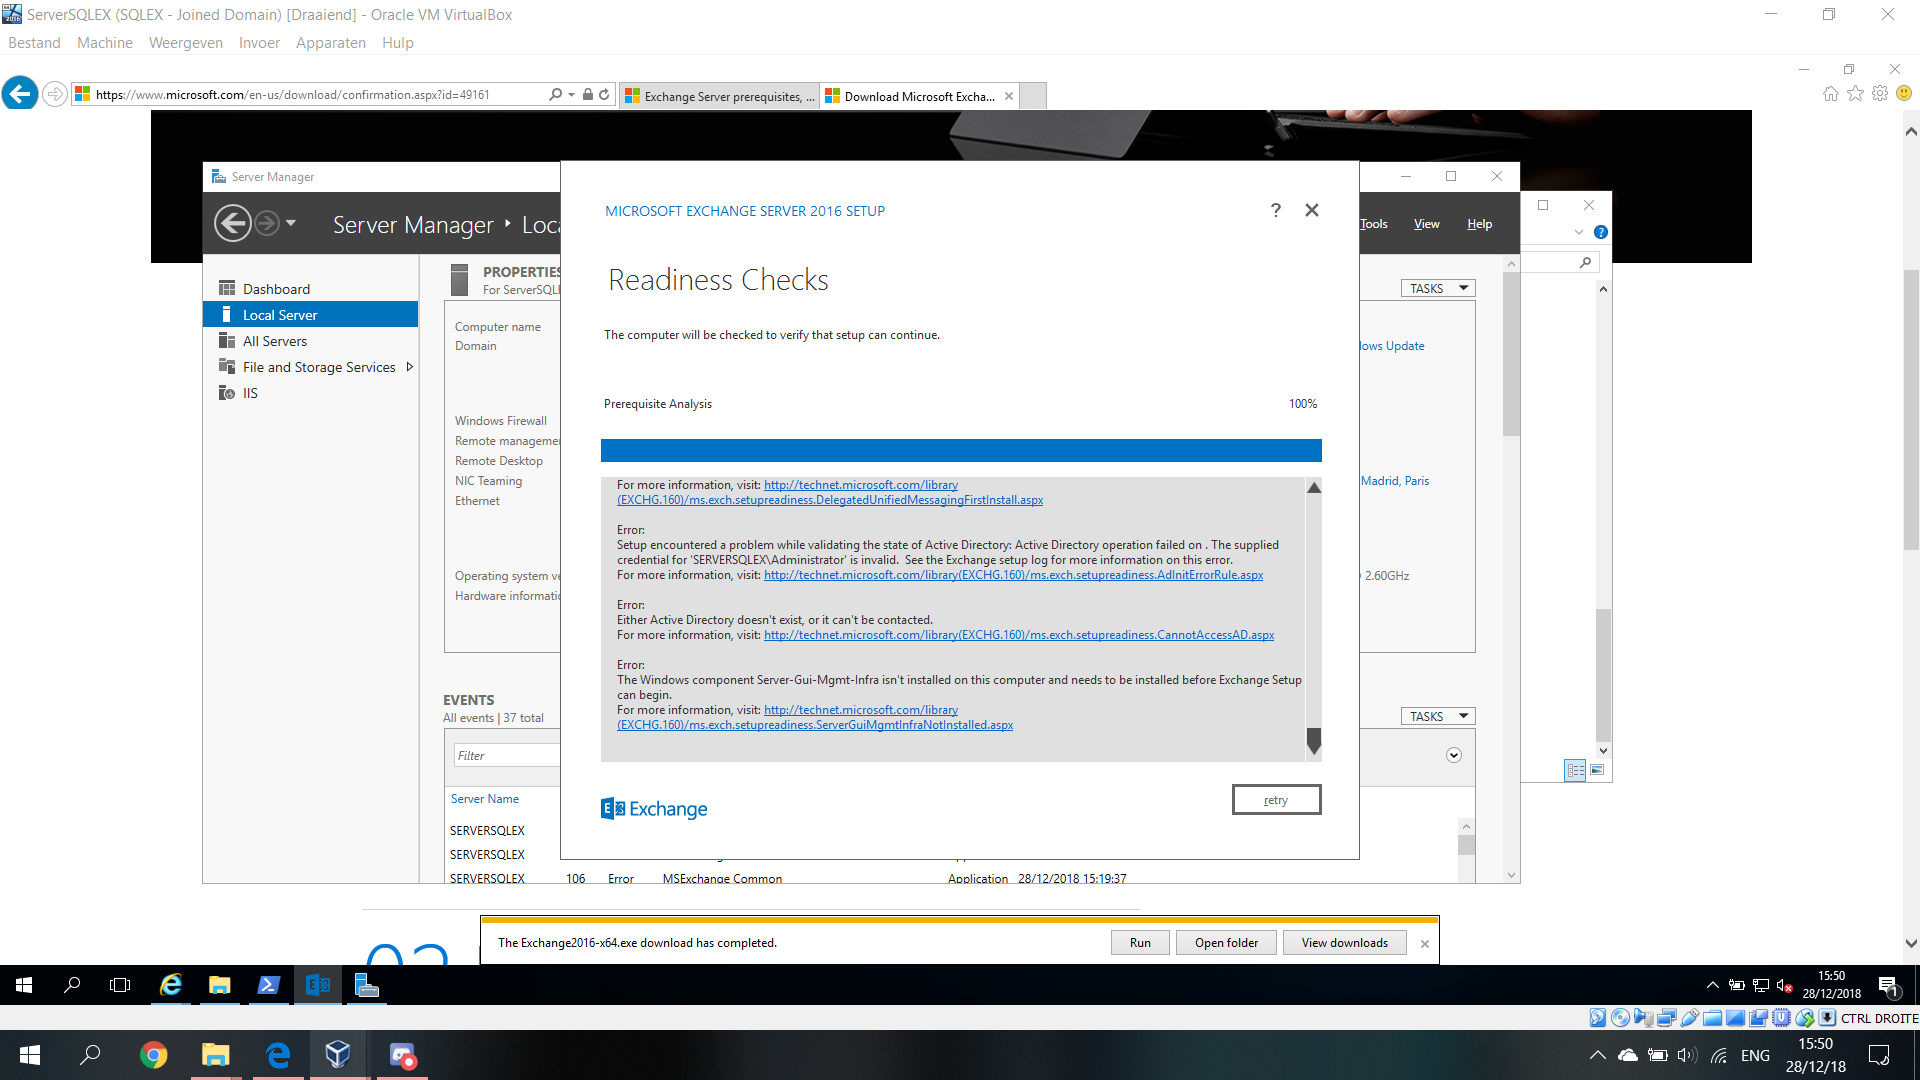 ServerSQLEX (SQLEX - Joined Domain) [Draaiend] - Oracle VM VirtualBox
Bestand Machine Weergeven Invoer Apparaten Hulp
https://www.microsoft.com/en-us/download/confirmation.aspx?id=49161
Exchange Server prerequisites, ...
Download Microsoft Excha...
Server Manager
Server Manager
Tools View Help
MICROSOFT EXCHANGE SERVER 2016 SETUP
?
Readiness Checks
The computer will be checked to verify that setup can continue.
Prerequisite Analysis 100%
For more information, visit: http://technet.microsoft.com/library
(EXCHG.160)/ms.exch.setupreadiness.DelegatedUnifiedMessagingFirstInstall.aspx
Error:
Setup encountered a problem while validating the state of Active Directory: Active Directory operation failed on . The supplied
credential for 'SERVERSQLEX\Administrator' is invalid.  See the Exchange setup log for more information on this error.
For more information, visit: http://technet.microsoft.com/library(EXCHG.160)/ms.exch.setupreadiness.AdInitErrorRule.aspx
Error:
Either Active Directory doesn't exist, or it can't be contacted.
For more information, visit: http://technet.microsoft.com/library(EXCHG.160)/ms.exch.setupreadiness.CannotAccessAD.aspx
Error:
The Windows component Server-Gui-Mgmt-Infra isn't installed on this computer and needs to be installed before Exchange Setup
can begin.
For more information, visit: http://technet.microsoft.com/library
(EXCHG.160)/ms.exch.setupreadiness.ServerGuiMgmtInfraNotInstalled.aspx
Exchange
retry
Dashboard
Local Server
All Servers
File and Storage Services
IIS
PROPERTIES
For ServerSQLE
TASKS
Computer name
Domain
Windows Firewall
Remote managemen
Remote Desktop
NIC Teaming
Ethernet
Operating system ve
Hardware informatio
dows Update
Madrid, Paris
2.60GHz
EVENTS
All events | 37 total
TASKS
Filter
Server Name
SERVERSQLEX
SERVERSQLEX
SERVERSQLEX 106 Error MSExchange Common Application 28/12/2018 15:19:37
02
The Exchange2016-x64.exe download has completed.
Run Open folder View downloads
15:50
28/12/2018
1
CTRL DROITE
ENG
15:50
28/12/18